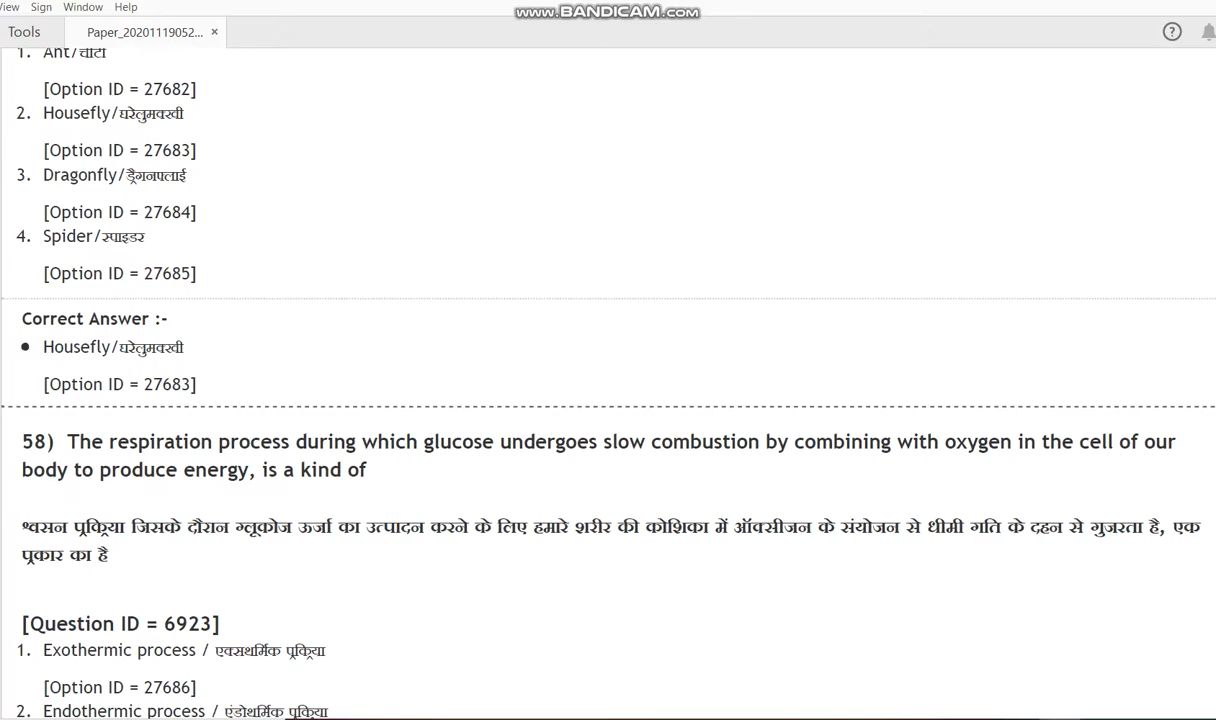 View Sign Window Help
www.BANDICAM.com
Tools Paper_20201119052... ×
1. Ant/चींटी
[Option ID = 27682]
2. Housefly/घरेलुमक्खी
[Option ID = 27683]
3. Dragonfly/ड्रैगनफ्लाई
[Option ID = 27684]
4. Spider/स्पाइडर
[Option ID = 27685]
Correct Answer :-
• Housefly/घरेलुमक्खी
[Option ID = 27683]
58) The respiration process during which glucose undergoes slow combustion by combining with oxygen in the cell of our
body to produce energy, is a kind of
श्वसन प्रक्रिया जिसके दौरान ग्लूकोज ऊर्जा का उत्पादन करने के लिए हमारे शरीर की कोशिका में ऑक्सीजन के संयोजन से धीमी गति के दहन से गुजरता है, एक
प्रकार का है
[Question ID = 6923]
1. Exothermic process / एक्सथर्मिक प्रक्रिया
[Option ID = 27686]
2. Endothermic process / एंडोथर्मिक प्रक्रिया